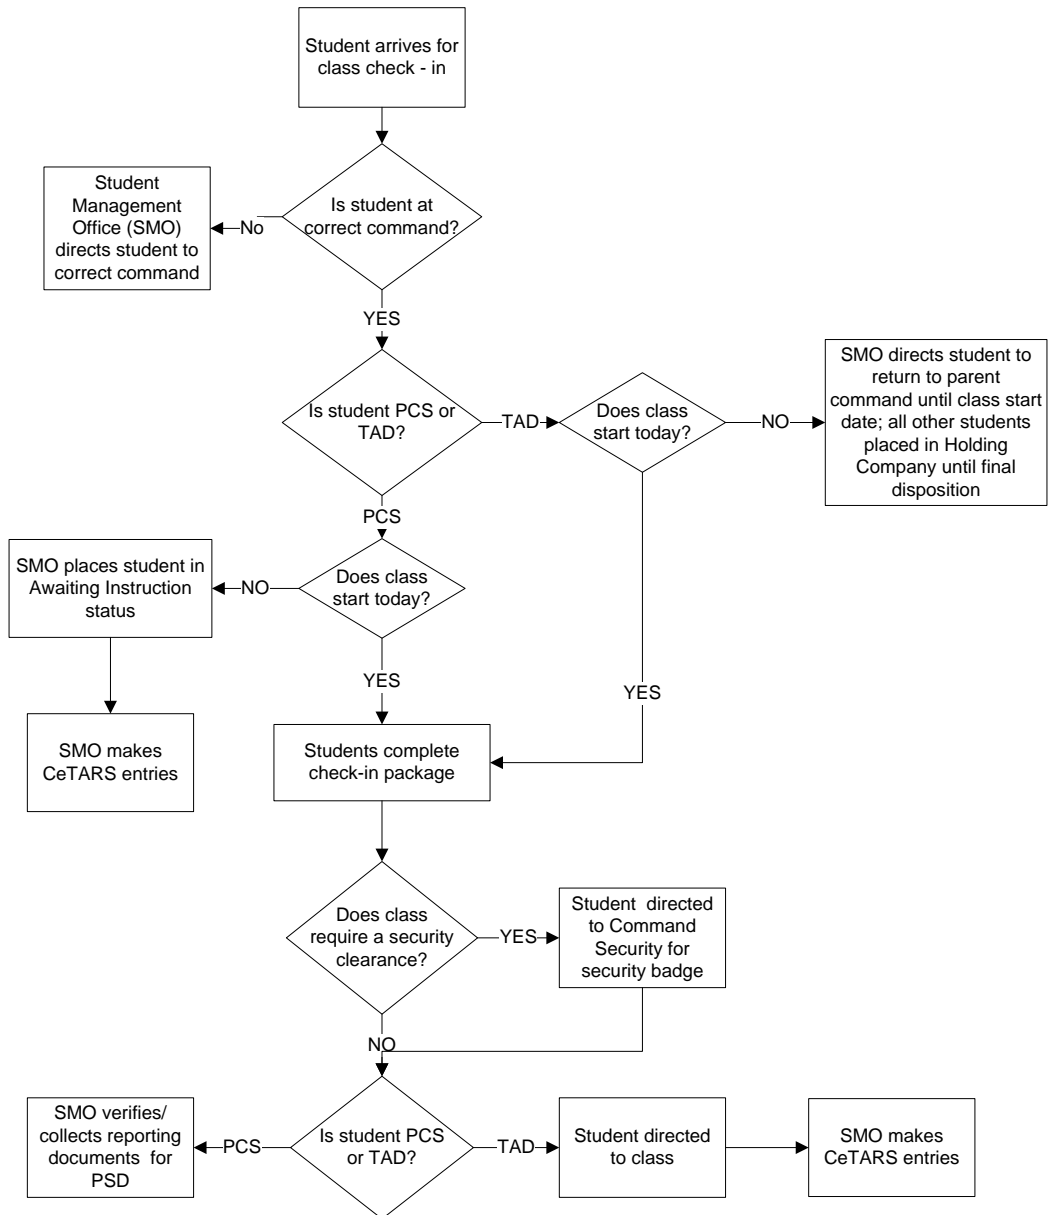 Student arrives for
class check - in
Is student at
correct command?
No
Student
Management
Office (SMO)
directs student to
correct command
YES
Is student PCS or
TAD?
TAD
Does class
start today?
NO
SMO directs student to
return to parent
command until class start
date; all other students
placed in Holding
Company until final
disposition
PCS
Does class
start today?
NO
SMO places student in
Awaiting Instruction
status
SMO makes
CeTARS entries
YES
YES
Students complete
check-in package
Does class
require a security
clearance?
YES
Student  directed
to Command
Security for
security badge
NO
Is student PCS
or TAD?
PCS
SMO verifies/
collects reporting
documents  for
PSD
TAD
Student directed
to class
SMO makes
CeTARS entries